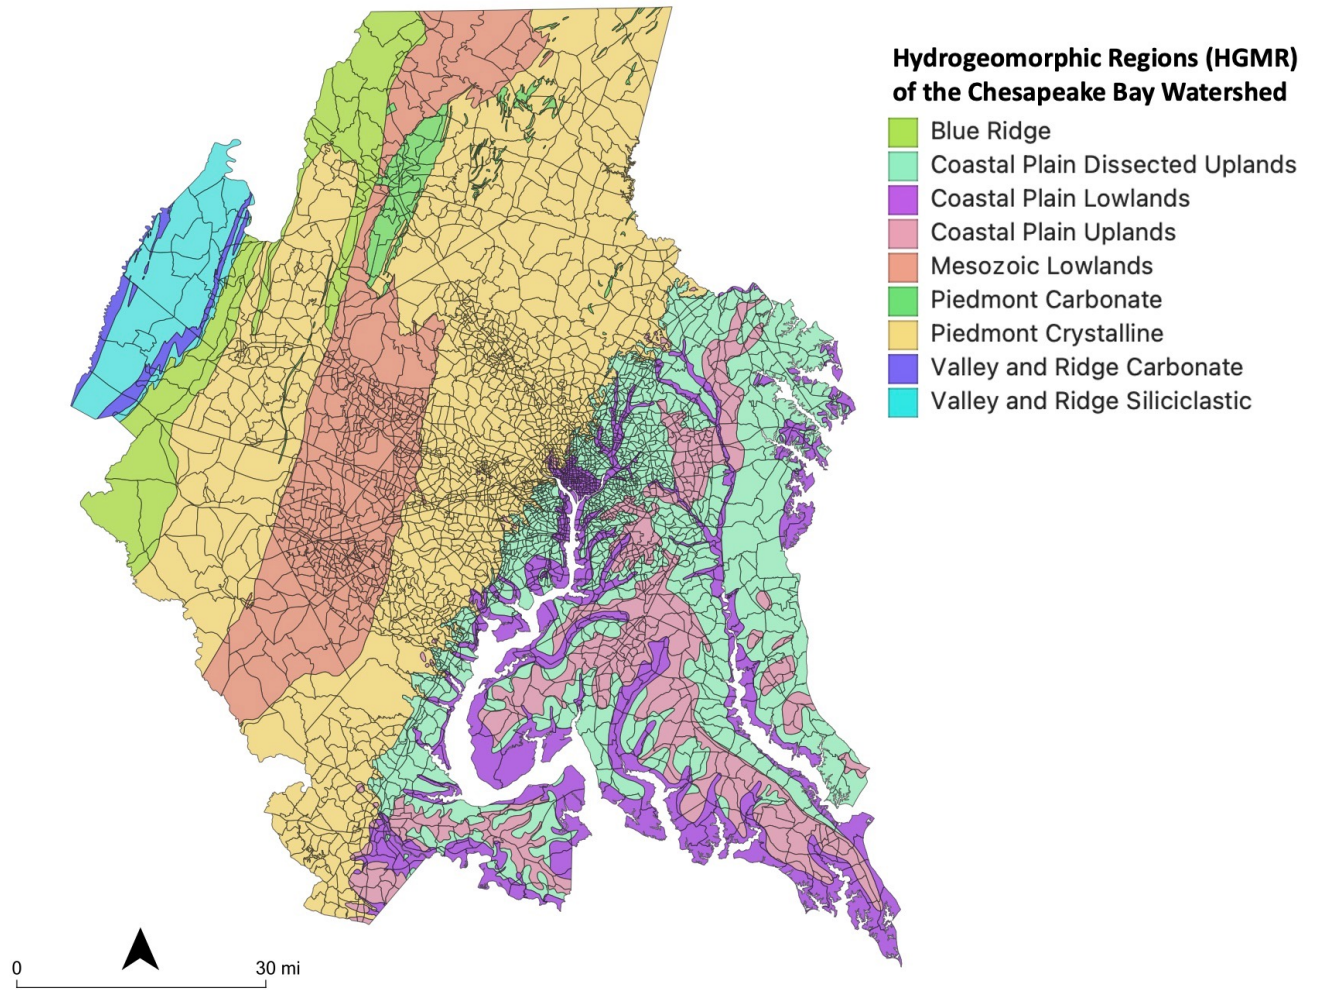 Hydrogeomorphic Regions (HGMR)
of the Chesapeake Bay Watershed
Blue Ridge
Coastal Plain Dissected Uplands
Coastal Plain Lowlands
Coastal Plain Uplands
Mesozoic Lowlands
Piedmont Carbonate
Piedmont Crystalline
Valley and Ridge Carbonate
Valley and Ridge Siliciclastic
0 30 mi